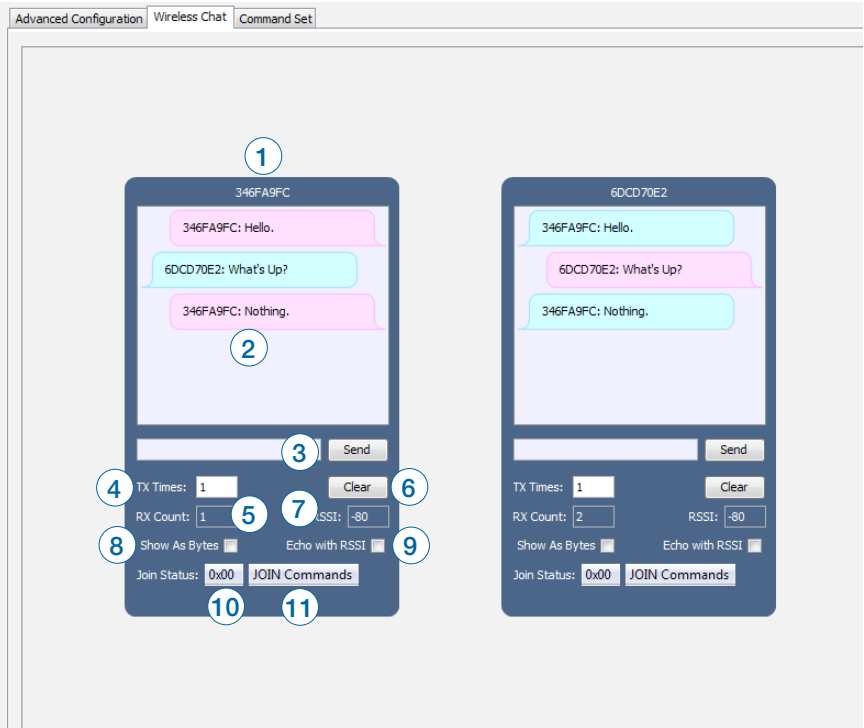 Advanced Configuration Wireless Chat Command Set
1
346FA9FC
346FA9FC: Hello.
6DCD70E2: What's Up?
346FA9FC: Nothing.
2
3 Send
4 TX Times: 1 Clear 6
RX Count: 1 5 7 RSSI: -80
8 Show As Bytes Echo with RSSI 9
Join Status: 0x00 JOIN Commands
10 11
6DCD70E2
346FA9FC: Hello.
6DCD70E2: What's Up?
346FA9FC: Nothing.
Send
TX Times: 1 Clear
RX Count: 2 RSSI: -80
Show As Bytes Echo with RSSI
Join Status: 0x00 JOIN Commands